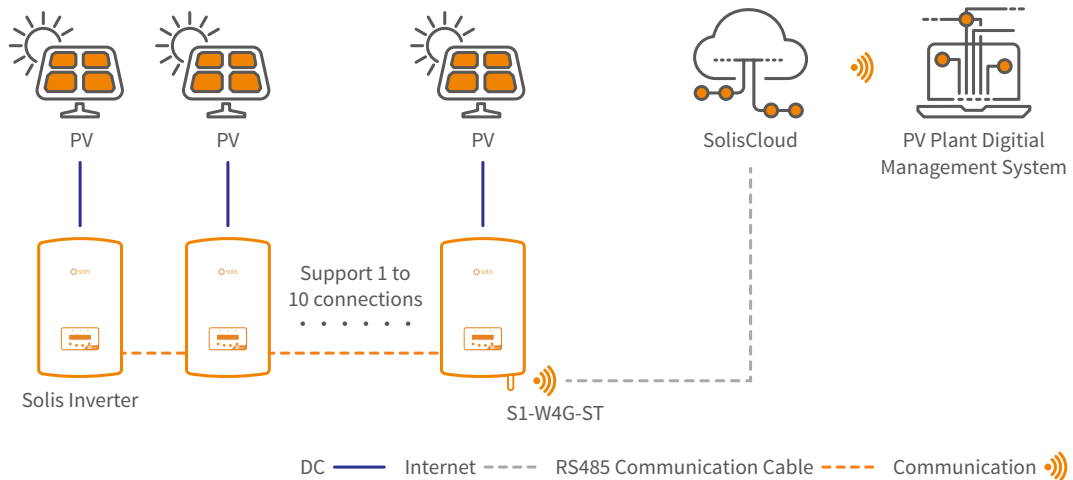 PV
PV
PV
SolisCloud
PV Plant Digitial
Management System
solis
solis
solis
Support 1 to
10 connections
Solis Inverter
S1-W4G-ST
DC
Internet
RS485 Communication Cable
Communication